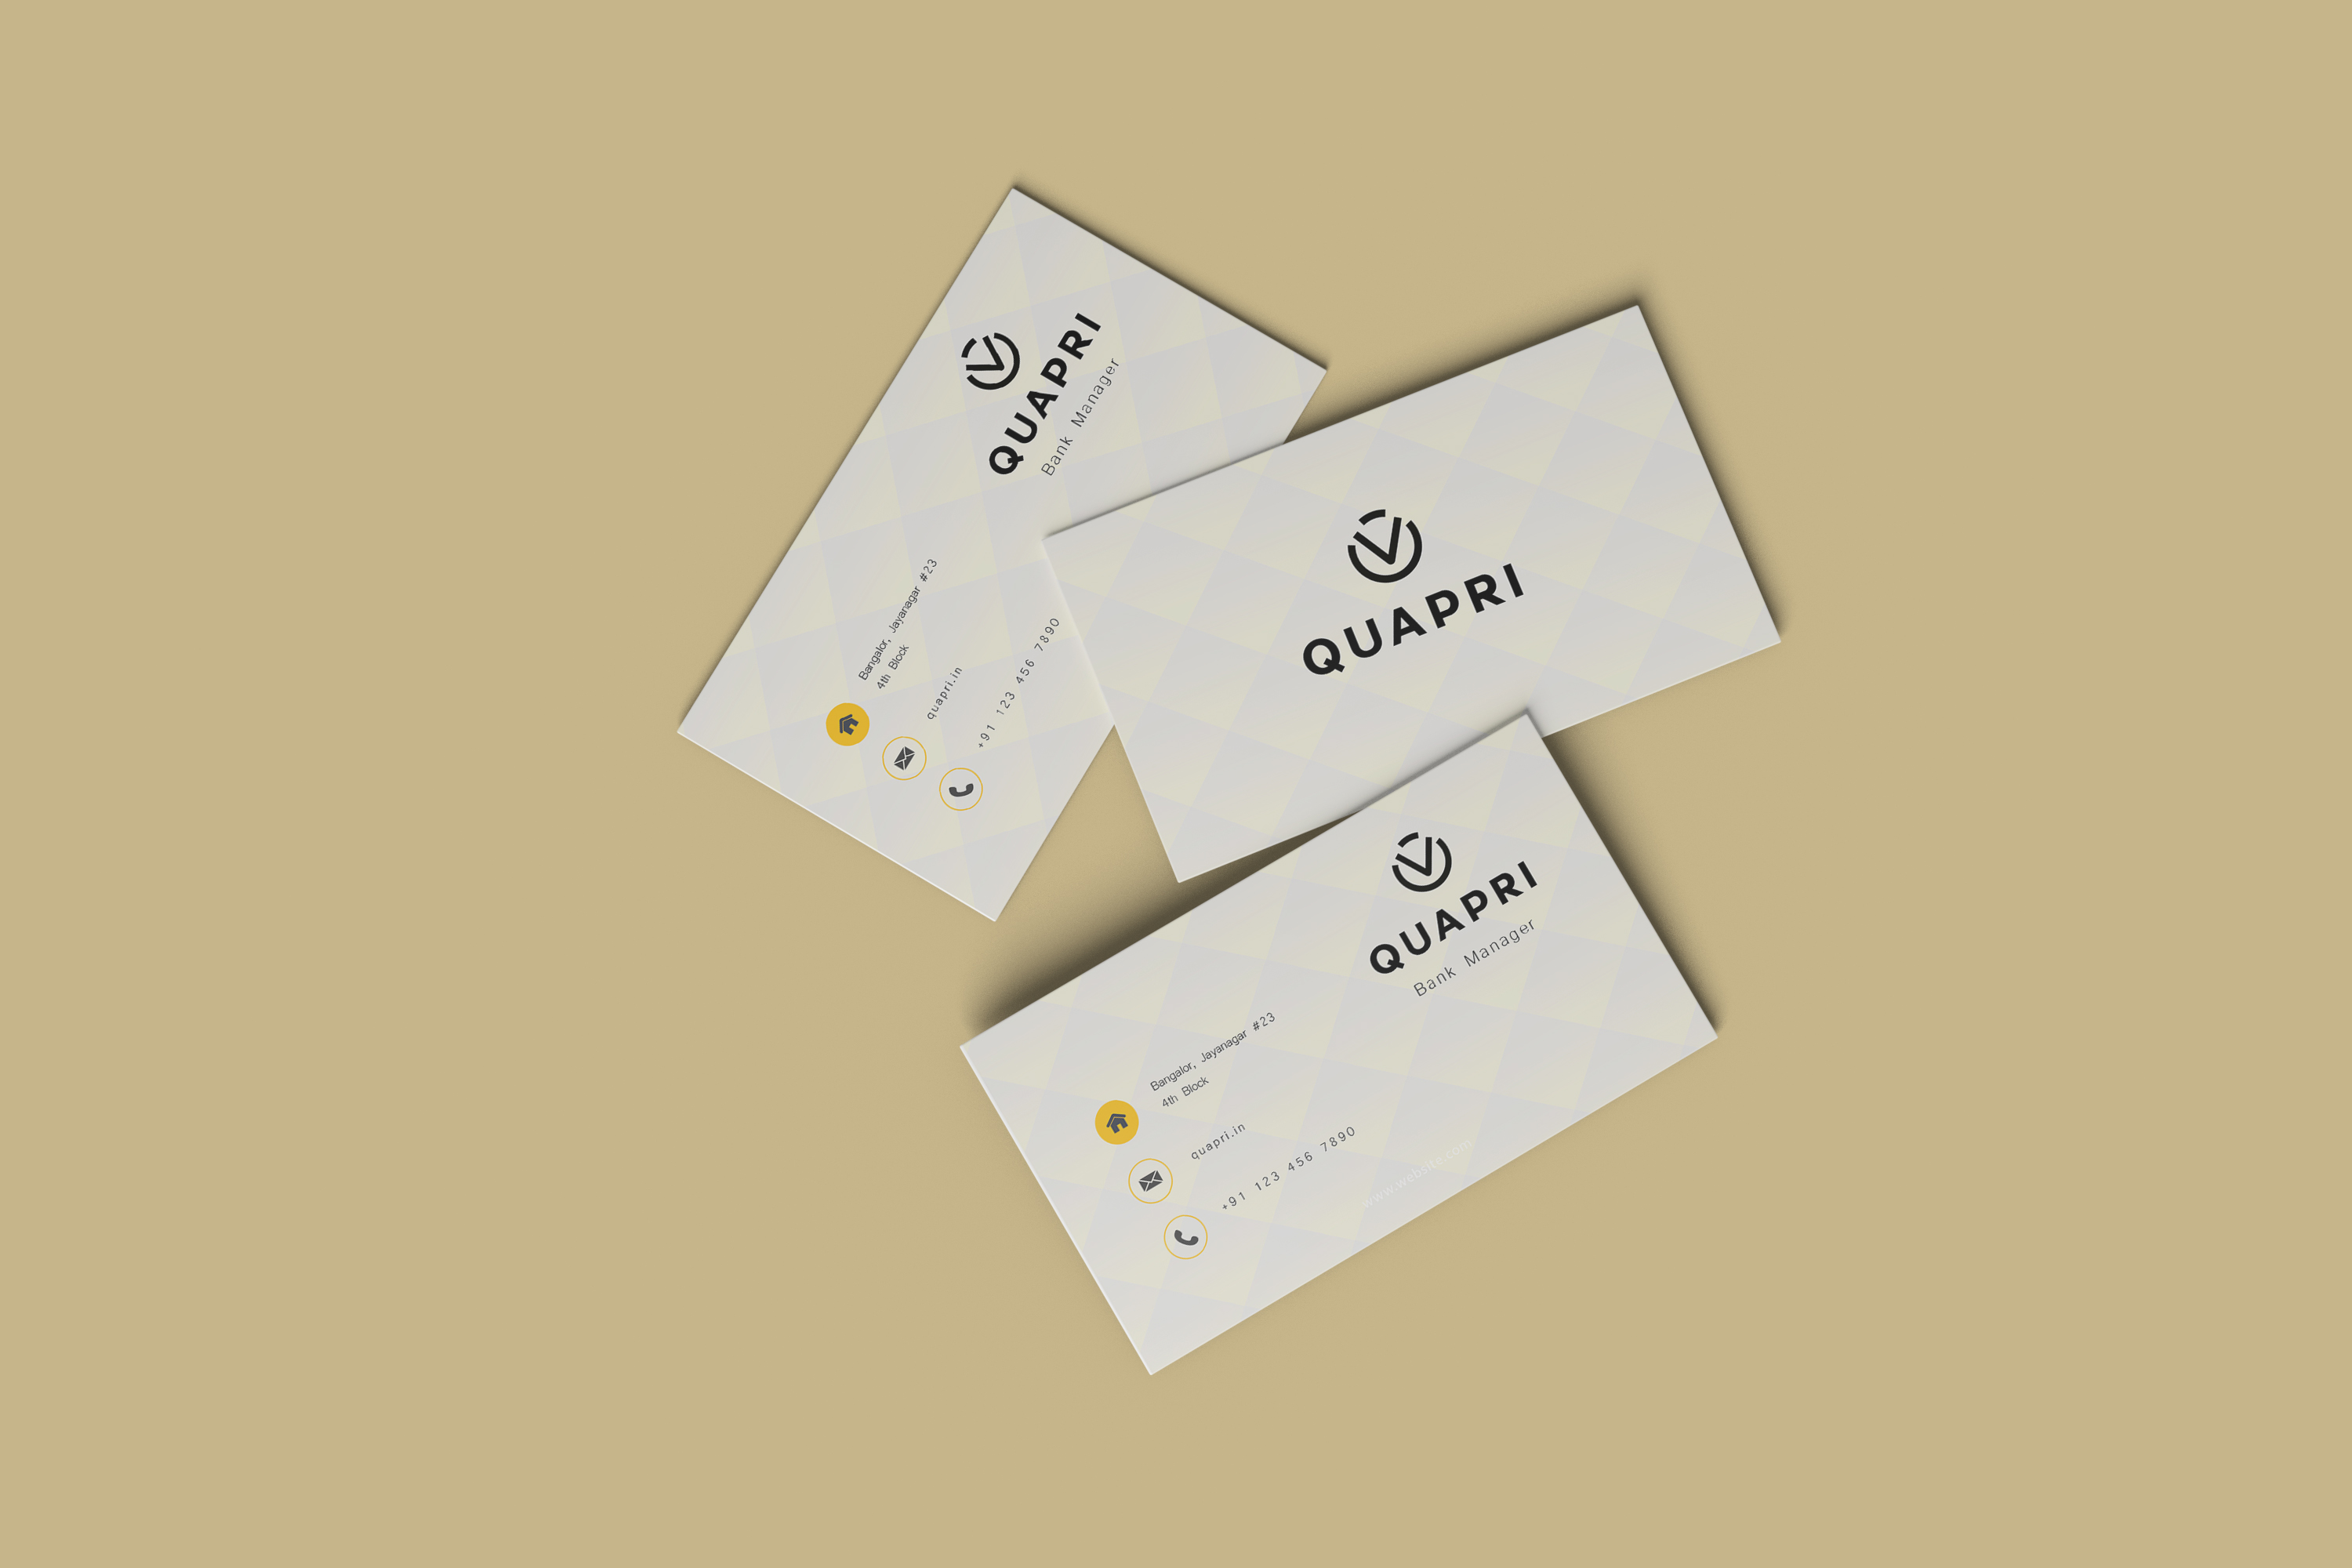 QUAPRI
Bank Manager
Bangalor, Jayanagar #23
4th Block
quapri.in
+91 123 456 7890
QUAPRI
QUAPRI
Bank Manager
Bangalor, Jayanagar #23
4th Block
quapri.in
+91 123 456 7890
www.website.com